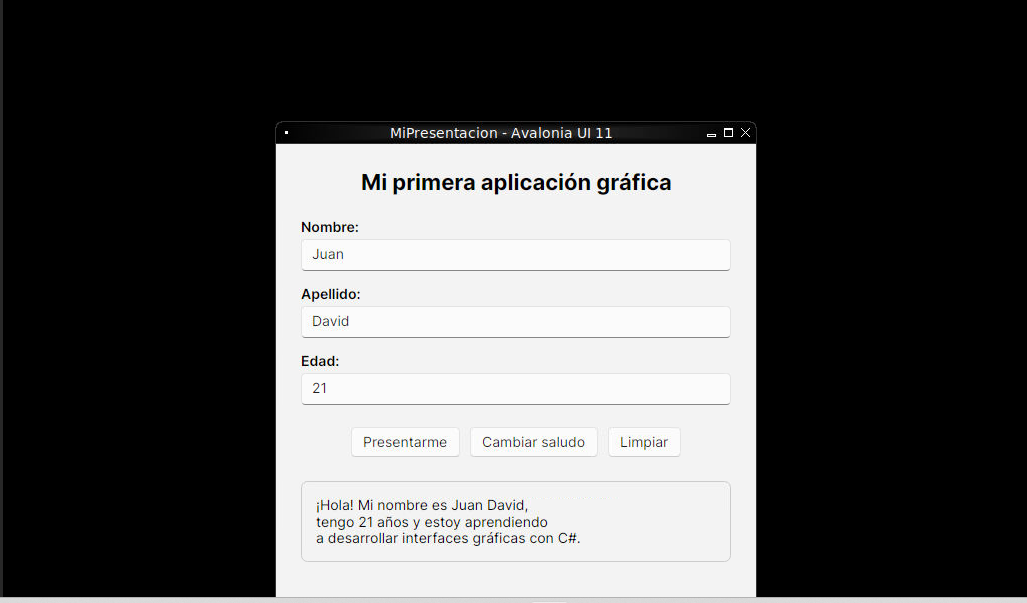 MiPresentacion - Avalonia UI 11
Mi primera aplicación gráfica
Nombre:
Juan
Apellido:
David
Edad:
21
Presentarme Cambiar saludo Limpiar
¡Hola! Mi nombre es Juan David,
tengo 21 años y estoy aprendiendo
a desarrollar interfaces gráficas con C#.